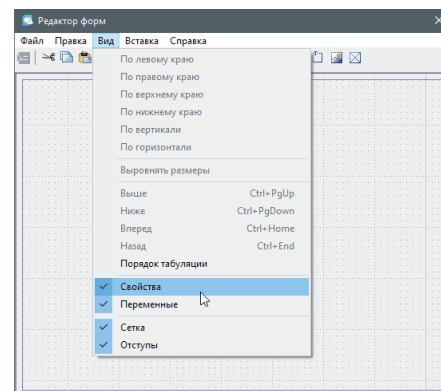 Редактор форм
Файл Правка Вид Вставка Справка
По левому краю
По правому краю
По верхнему краю
По нижнему краю
По вертикали
По горизонтали
Выровнять размеры
Выше Ctrl+PgUp
Ниже Ctrl+PgDown
Вперед Ctrl+Home
Назад Ctrl+End
Порядок табуляции
Свойства
Переменные
Сетка
Отступы